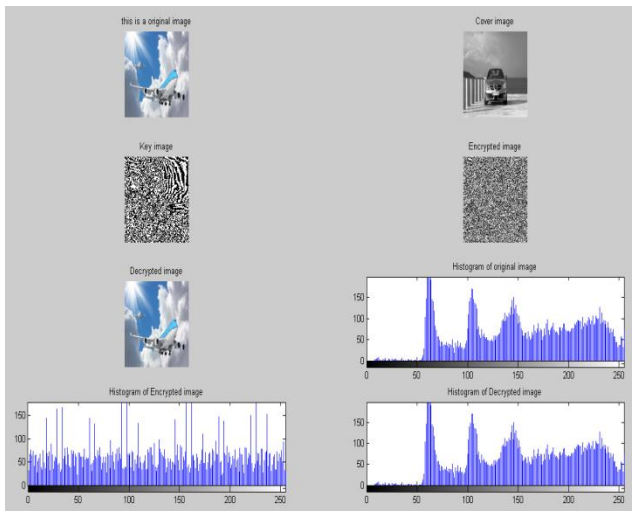 this is a original image
Cover image
Key image
Encrypted image
Decrypted image
Histogram of original image
150
100
50
0
0 50 100 150 200 250
Histogram of Encrypted image
150
100
50
0
0 50 100 150 200 250
Histogram of Decrypted image
150
100
50
0
0 50 100 150 200 250